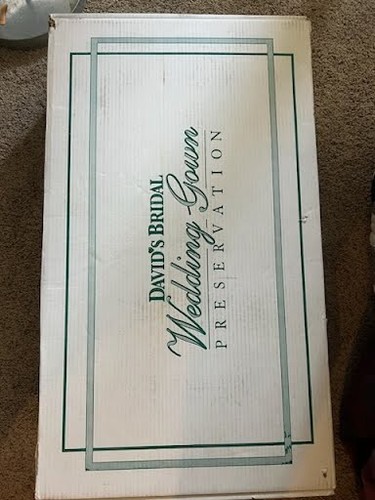 DAVID'S BRIDAL
Wedding Gown
PRESERVATION